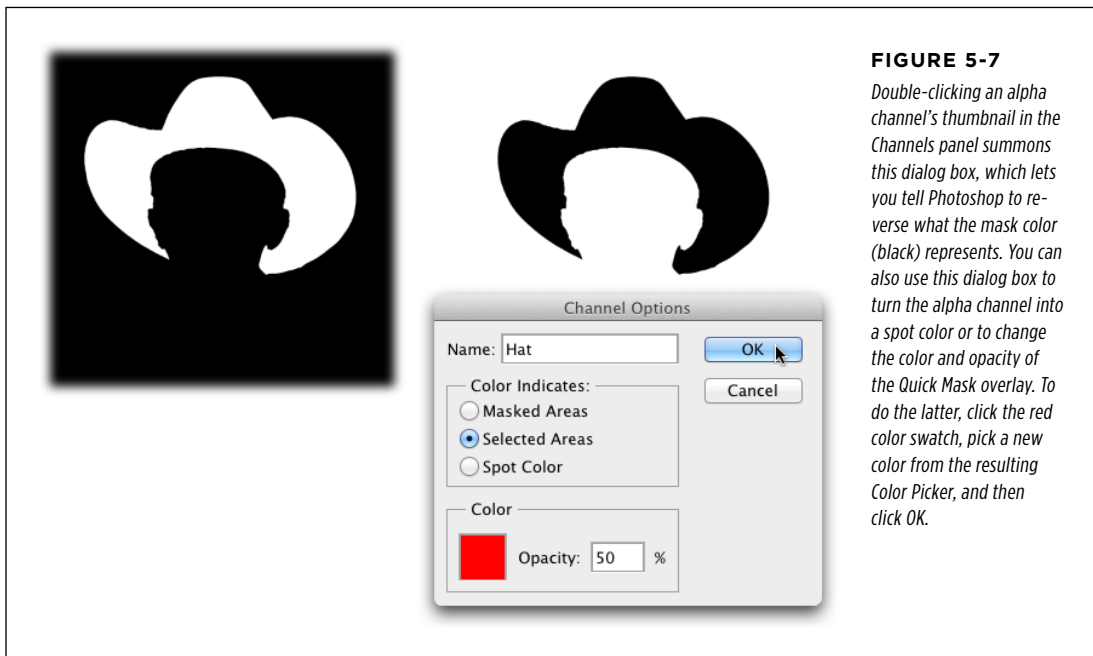 FIGURE 5-7
Double-clicking an alpha
channel's thumbnail in the
Channels panel summons
this dialog box, which lets
you tell Photoshop to re-
verse what the mask color
(black) represents. You can
also use this dialog box to
turn the alpha channel into
a spot color or to change
the color and opacity of
the Quick Mask overlay. To
do the latter, click the red
color swatch, pick a new
color from the resulting
Color Picker, and then
click OK.
Channel Options
Name: Hat
OK
Cancel
Color Indicates:
Masked Areas
Selected Areas
Spot Color
Color
Opacity: 50 %